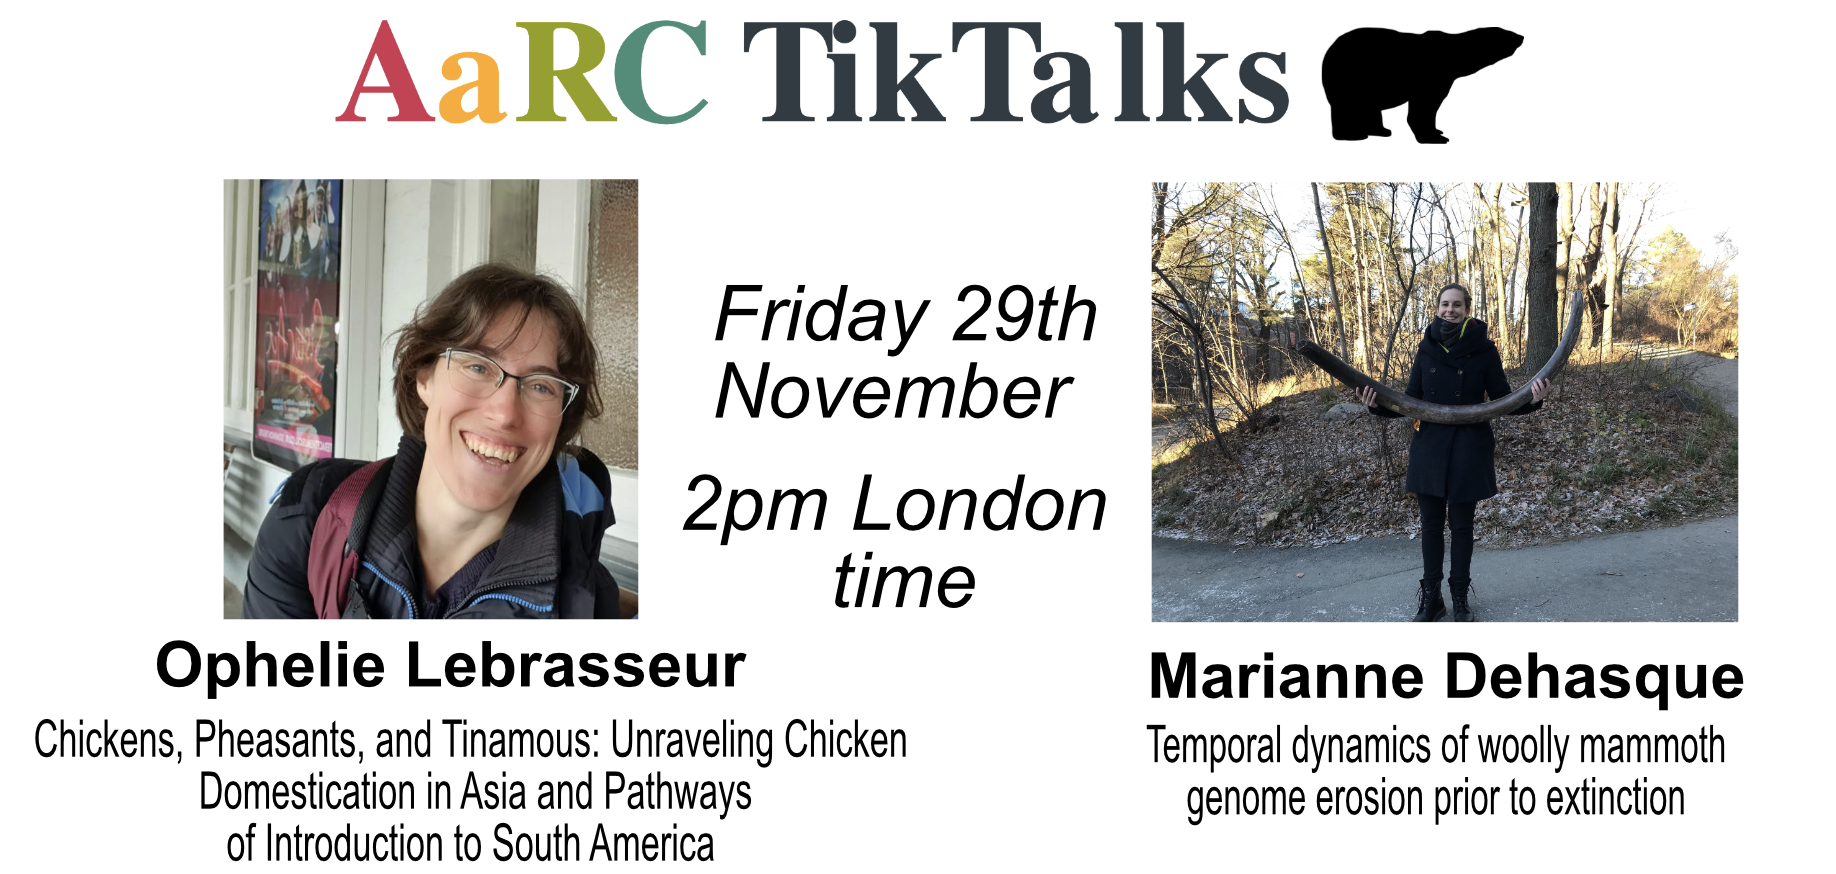 AaRC TikTalks
Friday 29th
November
2pm London
time
Ophelie Lebrasseur
Chickens, Pheasants, and Tinamous: Unraveling Chicken
Domestication in Asia and Pathways
of Introduction to South America
Marianne Dehasque
Temporal dynamics of woolly mammoth
genome erosion prior to extinction